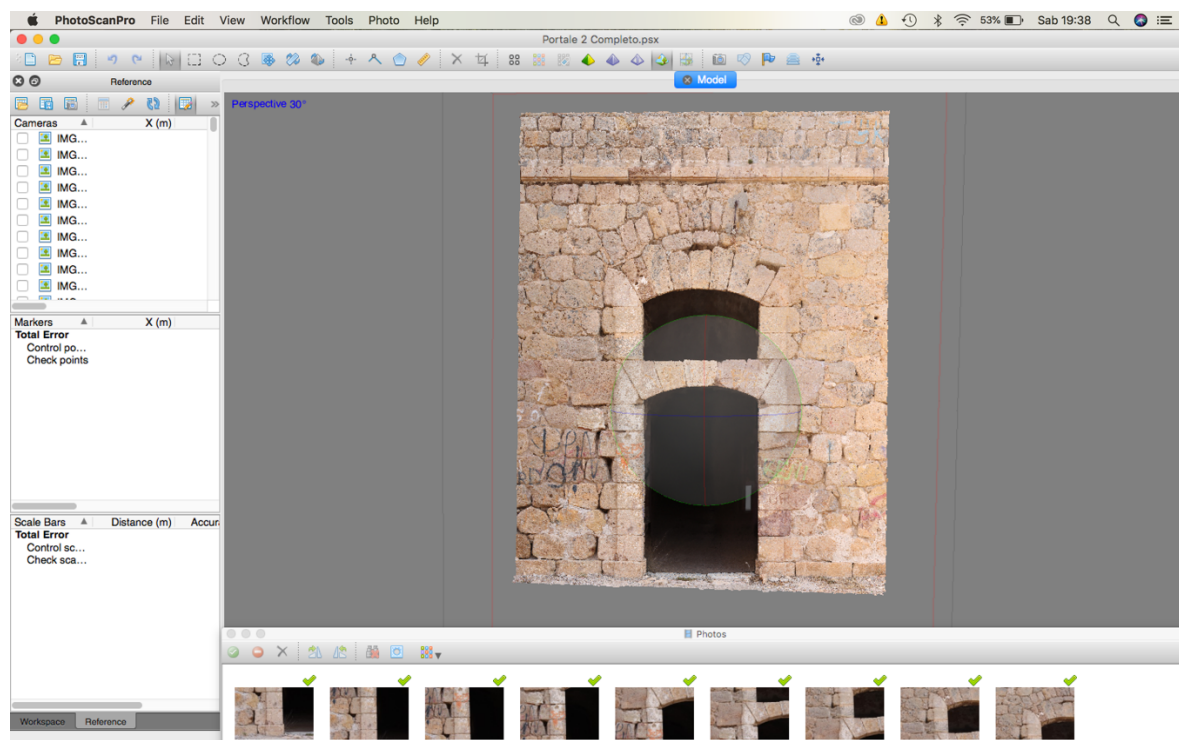 PhotoScanPro File Edit View Workflow Tools Photo Help 53% Sab 19:38
Portale 2 Completo.psx
Reference
Model
Perspective 30°
Cameras X (m)
IMG...
IMG...
IMG...
IMG...
IMG...
IMG...
IMG...
IMG...
IMG...
IMG...
Markers X (m)
Total Error
Control po...
Check points
Scale Bars Distance (m) Accur
Total Error
Control sc...
Check sca...
Photos
Workspace Reference